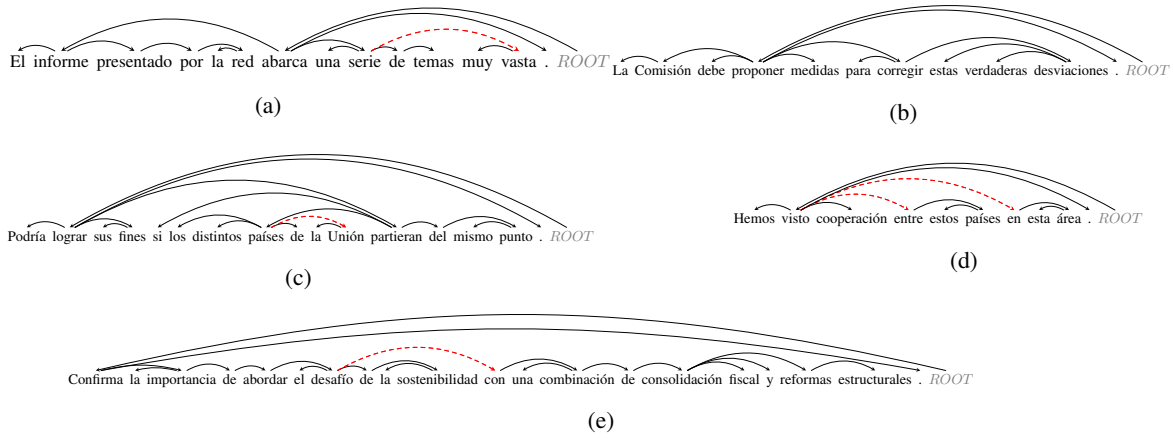 El informe presentado por la red abarca una serie de temas muy vasta . ROOT
(a)
La Comisión debe proponer medidas para corregir estas verdaderas desviaciones . ROOT
(b)
Podría lograr sus fines si los distintos países de la Unión partieran del mismo punto . ROOT
(c)
Hemos visto cooperación entre estos países en esta área . ROOT
(d)
Confirma la importancia de abordar el desafío de la sostenibilidad con una combinación de consolidación fiscal y reformas estructurales . ROOT
(e)